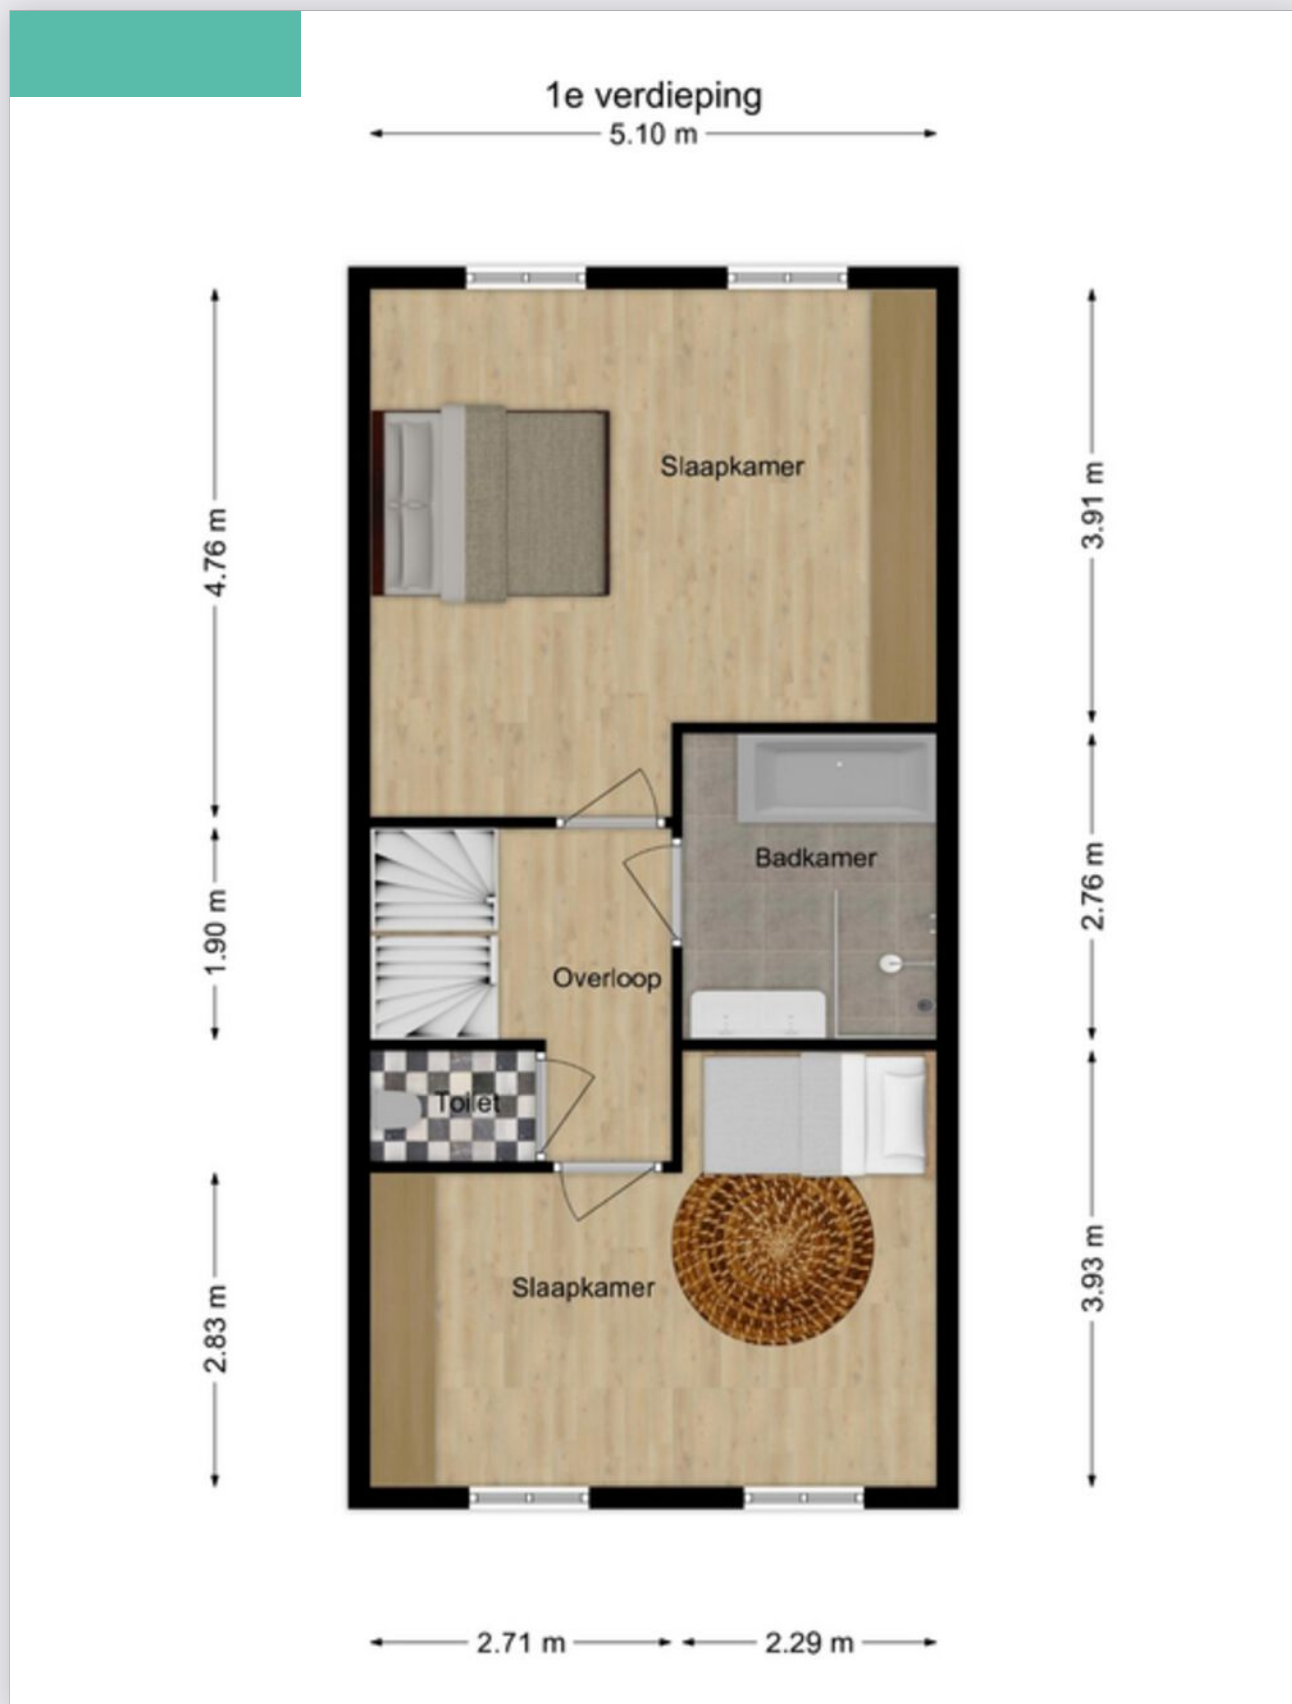 1e verdieping
5.10 m
Slaapkamer
4.76 m
3.91 m
Badkamer
1.90 m
2.76 m
Overloop
Toilet
Slaapkamer
2.83 m
3.93 m
2.71 m
2.29 m